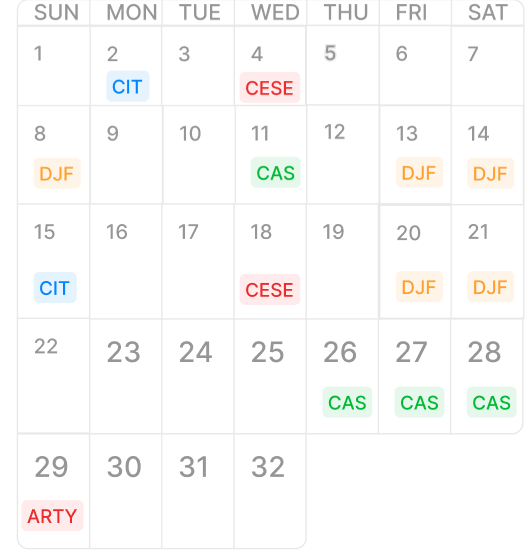 SUN MON TUE WED THU FRI SAT
1 2 3 4 5 6 7
CIT CESE
8 9 10 11 12 13 14
DJF CAS DJF DJF
15 16 17 18 19 20 21
CIT CESE DJF DJF
22 23 24 25 26 27 28
CAS CAS CAS
29 30 31 32
ARTY